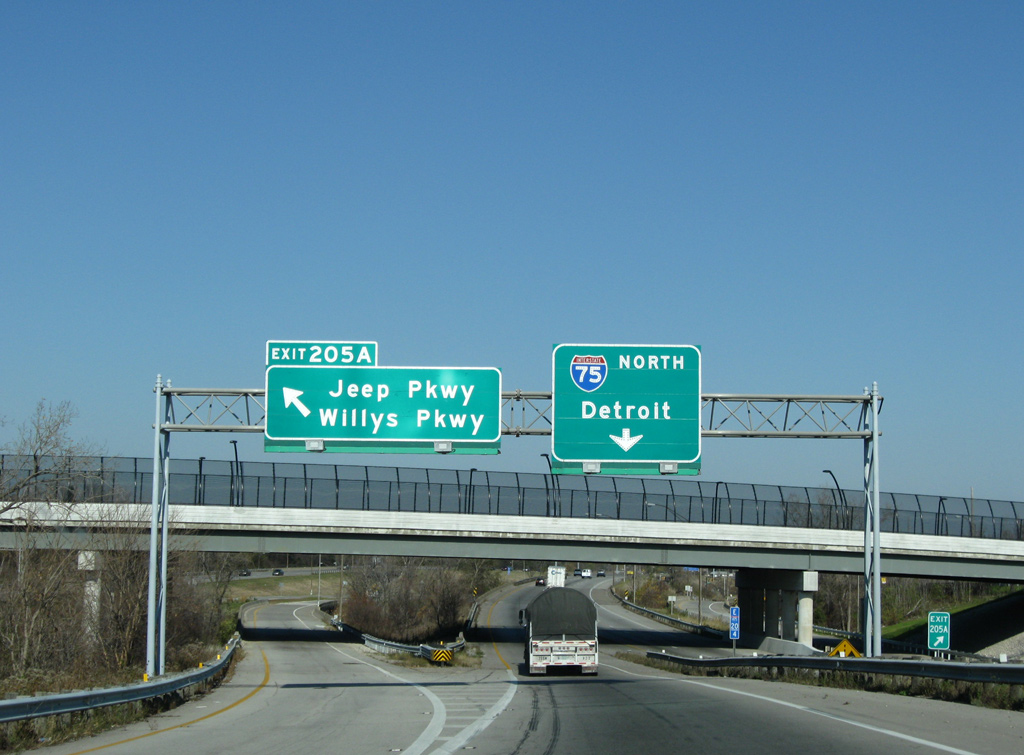 EXIT 205A
Jeep Pkwy
Willys Pkwy
INTERSTATE
75
NORTH
Detroit
EXIT
205A